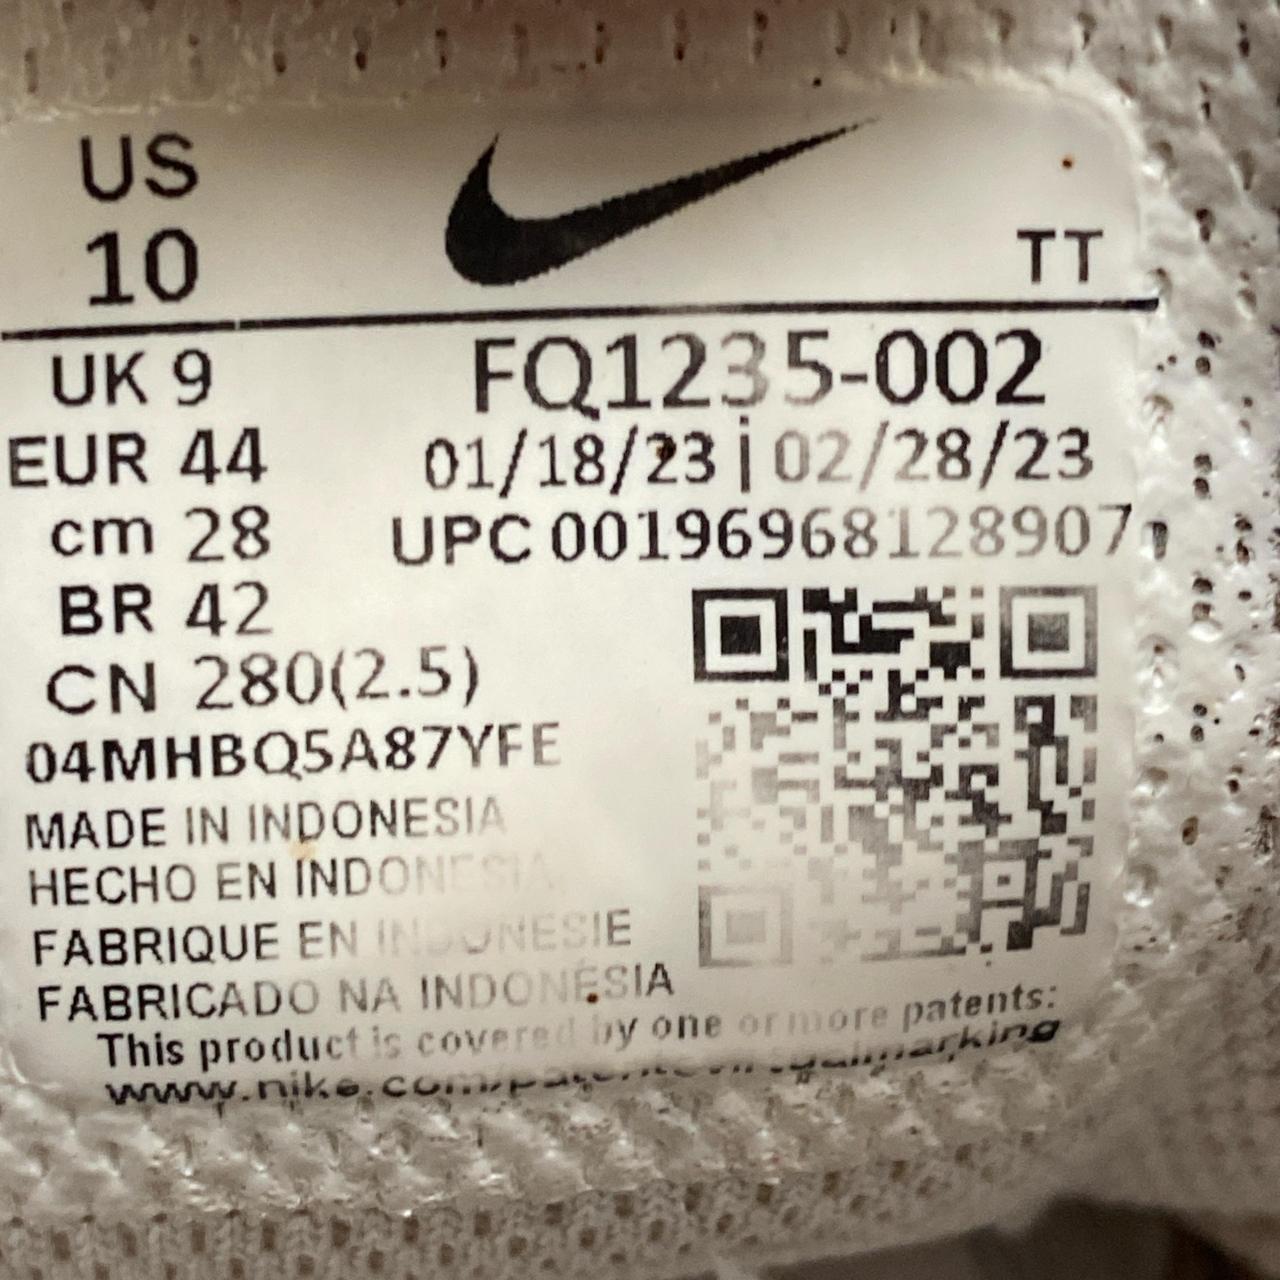 US
10
TT
UK 9
FQ1235-002
EUR 44
01/18/23 | 02/28/23
cm 28
UPC 00196968128907
BR 42
CN 280(2.5)
04MHBQ5A87YFE
MADE IN INDONESIA
HECHO EN INDONESIA
FABRIQUE EN INDONESIE
FABRICADO NA INDONÉSIA
This product is covered by one or more patents: